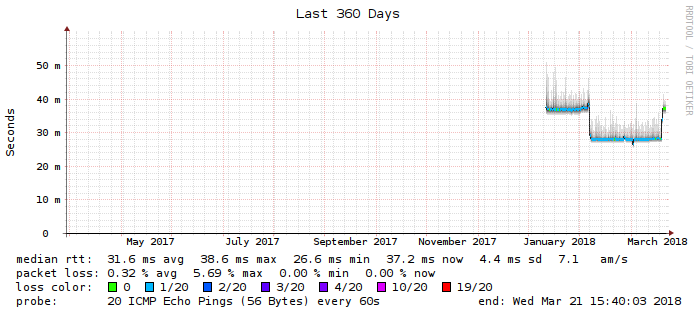 Last 360 Days
RRDTOOL / TOBI OETIKER
Seconds
50 m
40 m
30 m
20 m
10 m
0
May 2017 July 2017 September 2017 November 2017 January 2018 March 2018
median rtt: 31.6 ms avg 38.6 ms max 26.6 ms min 37.2 ms now 4.4 ms sd 7.1 am/s
packet loss: 0.32 % avg 5.69 % max 0.00 % min 0.00 % now
loss color: 0 1/20 2/20 3/20 4/20 10/20 19/20
probe: 20 ICMP Echo Pings (56 Bytes) every 60s end: Wed Mar 21 15:40:03 2018